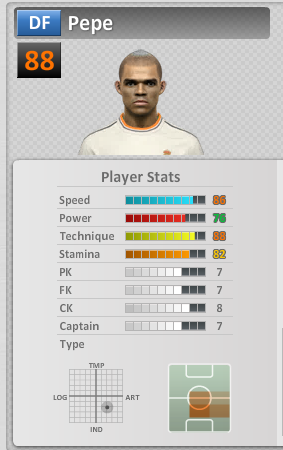 DF Pepe
88
Player Stats
Speed 86
Power 76
Technique 88
Stamina 82
PK 7
FK 7
CK 8
Captain 7
Type
TMP
LOG ART
IND